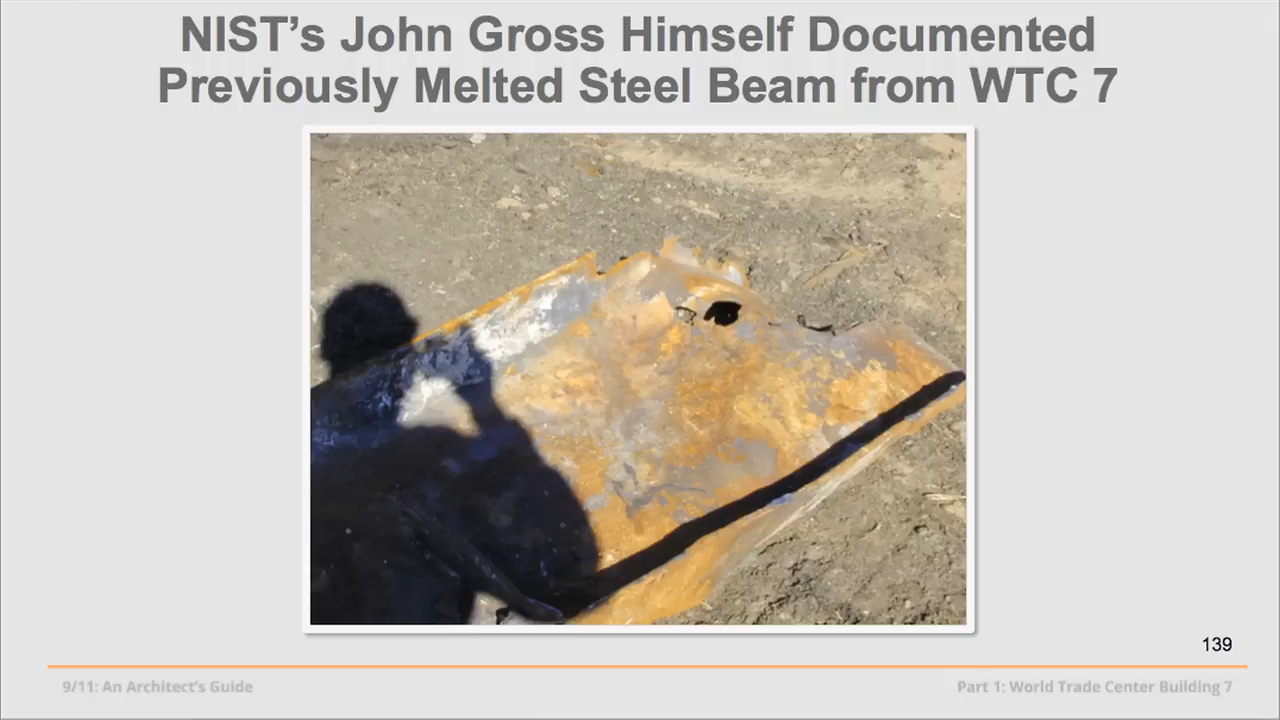 NIST’s John Gross Himself Documented
Previously Melted Steel Beam from WTC 7
139
9/11: An Architect's Guide
Part 1: World Trade Center Building 7